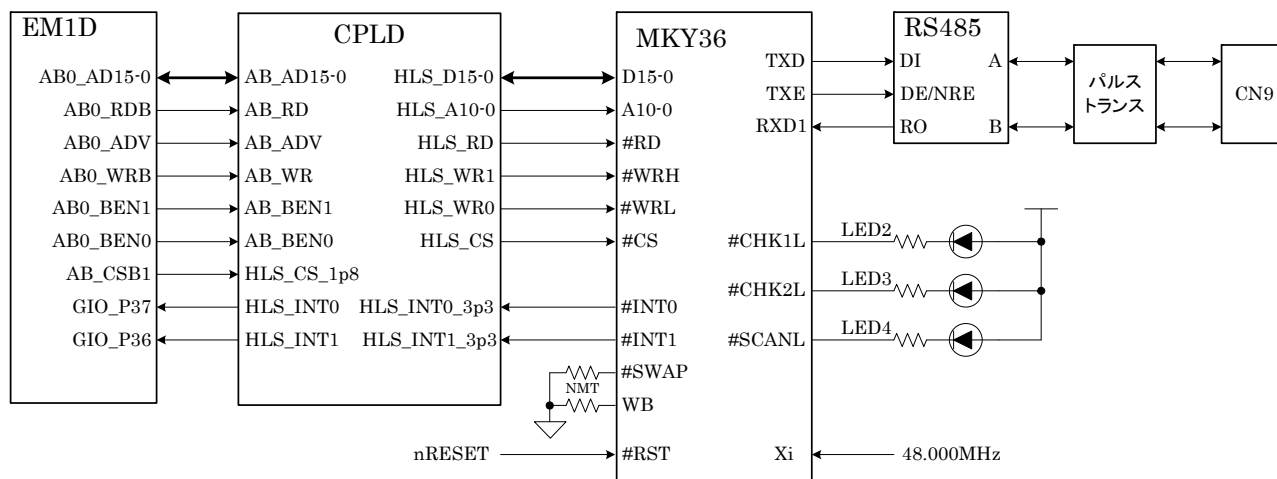 EM1D
AB0_AD15-0
AB0_RDB
AB0_ADV
AB0_WRB
AB0_BEN1
AB0_BEN0
AB_CSB1
GIO_P37
GIO_P36
CPLD
AB_AD15-0
AB_RD
AB_ADV
AB_WR
AB_BEN1
AB_BEN0
HLS_CS_1p8
HLS_INT0
HLS_INT1
HLS_D15-0
HLS_A10-0
HLS_RD
HLS_WR1
HLS_WR0
HLS_CS
HLS_INT0_3p3
HLS_INT1_3p3
MKY36
D15-0
A10-0
#RD
#WRH
#WRL
#CS
#INT0
#INT1
#SWAP
NMT
WB
nRESET
#RST
TXD
TXE
RXD1
#CHK1L
#CHK2L
#SCANL
Xi
48.000MHz
LED2
LED3
LED4
RS485
DI
DE/NRE
RO
A
B
パルス
トランス
CN9